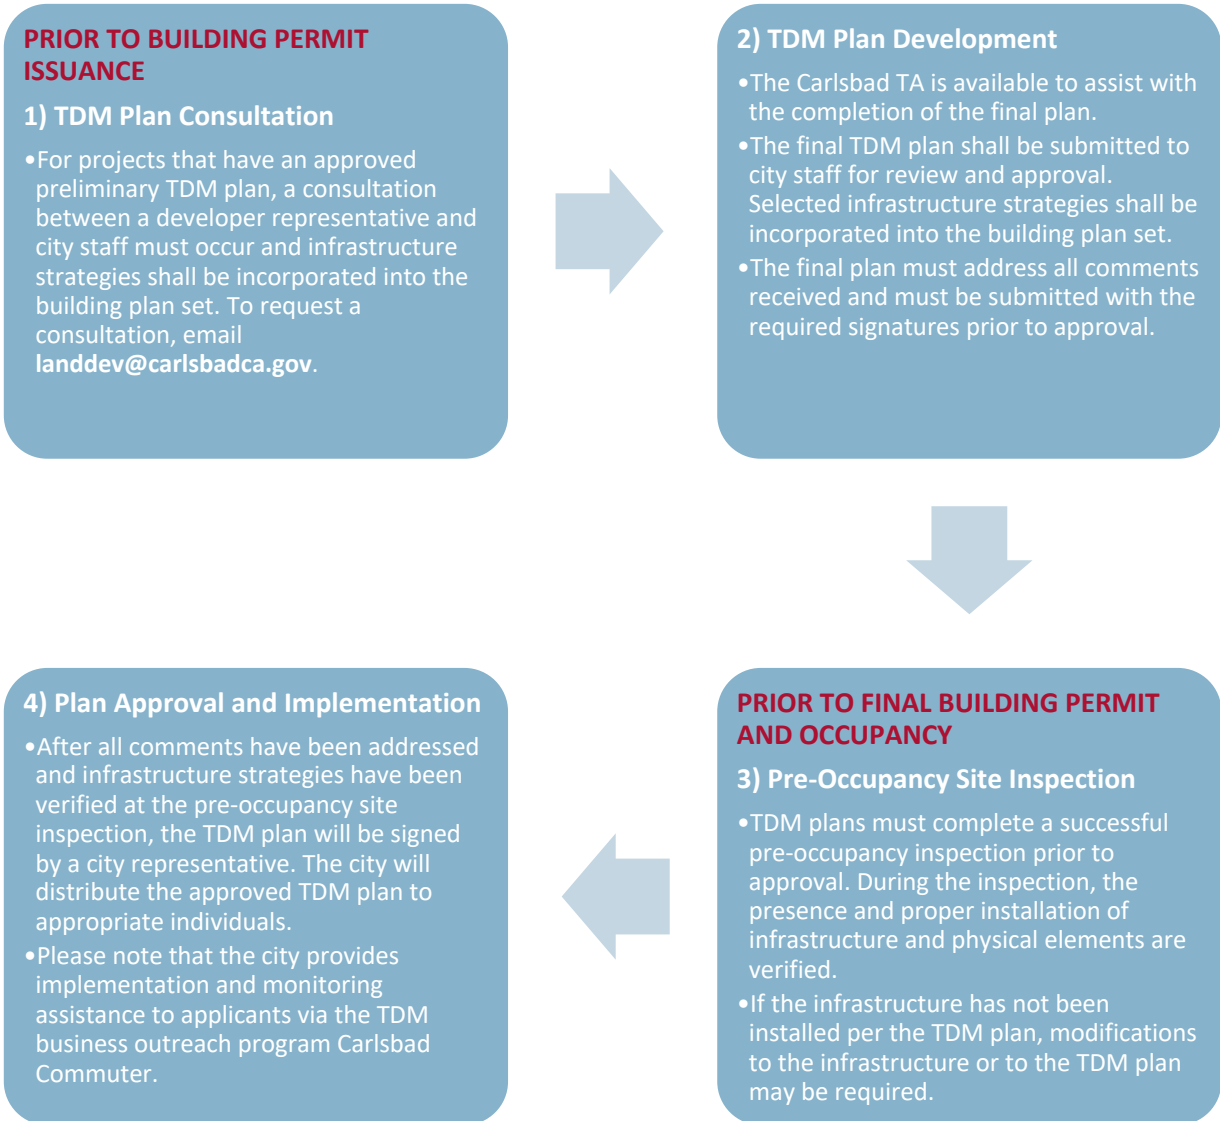 PRIOR TO BUILDING PERMIT
ISSUANCE
1) TDM Plan Consultation
•For projects that have an approved
preliminary TDM plan, a consultation
between a developer representative and
city staff must occur and infrastructure
strategies shall be incorporated into the
building plan set. To request a
consultation, email
landdev@carlsbadca.gov.
2) TDM Plan Development
•The Carlsbad TA is available to assist with
the completion of the final plan.
•The final TDM plan shall be submitted to
city staff for review and approval.
Selected infrastructure strategies shall be
incorporated into the building plan set.
•The final plan must address all comments
received and must be submitted with the
required signatures prior to approval.
PRIOR TO FINAL BUILDING PERMIT
AND OCCUPANCY
3) Pre-Occupancy Site Inspection
•TDM plans must complete a successful
pre-occupancy inspection prior to
approval. During the inspection, the
presence and proper installation of
infrastructure and physical elements are
verified.
•If the infrastructure has not been
installed per the TDM plan, modifications
to the infrastructure or to the TDM plan
may be required.
4) Plan Approval and Implementation
•After all comments have been addressed
and infrastructure strategies have been
verified at the pre-occupancy site
inspection, the TDM plan will be signed
by a city representative. The city will
distribute the approved TDM plan to
appropriate individuals.
•Please note that the city provides
implementation and monitoring
assistance to applicants via the TDM
business outreach program Carlsbad
Commuter.